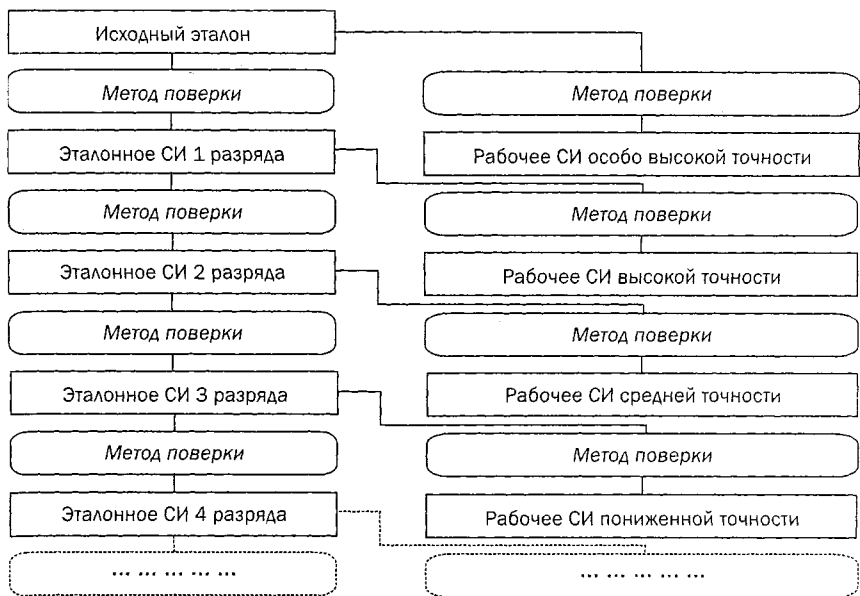 Исходный эталон
Метод поверки
Метод поверки
Эталонное СИ 1 разряда
Рабочее СИ особо высокой точности
Метод поверки
Метод поверки
Эталонное СИ 2 разряда
Рабочее СИ высокой точности
Метод поверки
Метод поверки
Эталонное СИ 3 разряда
Рабочее СИ средней точности
Метод поверки
Метод поверки
Эталонное СИ 4 разряда
Рабочее СИ пониженной точности
... ... ... ... ...
... ... ... ... ...